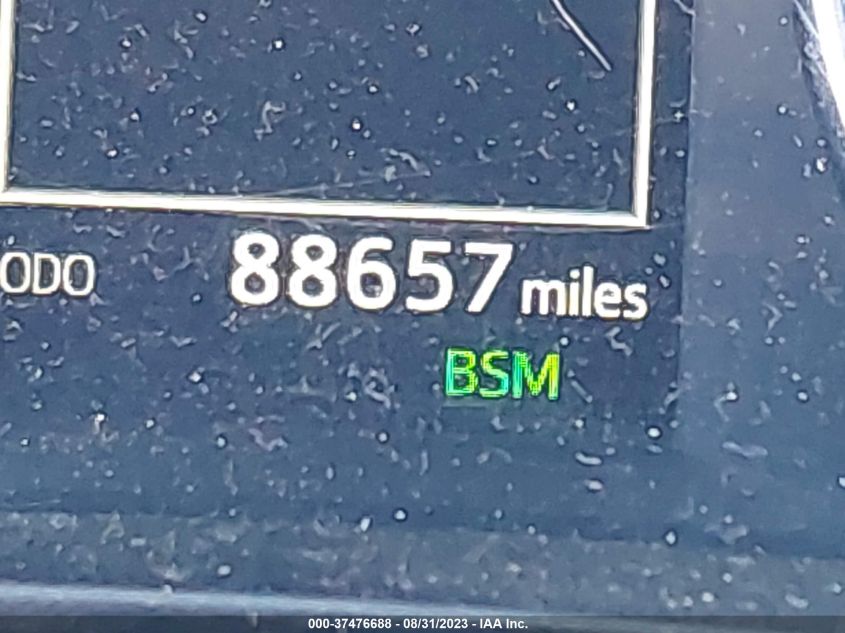 ODO 88657 miles
BSM
000-37476688 - 08/31/2023 - IAA Inc.